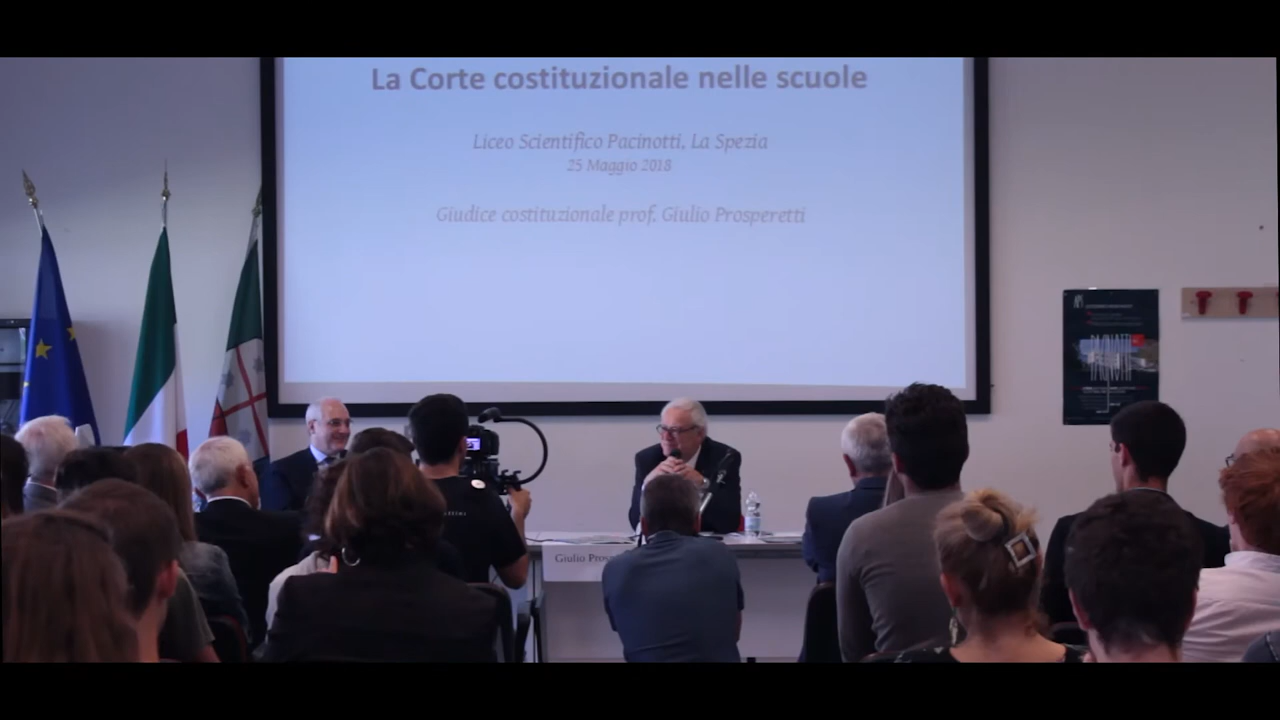 La Corte costituzionale nelle scuole
Liceo Scientifico Pacinotti, La Spezia
25 Maggio 2018
Giudice costituzionale prof. Giulio Prosperetti
Giulio